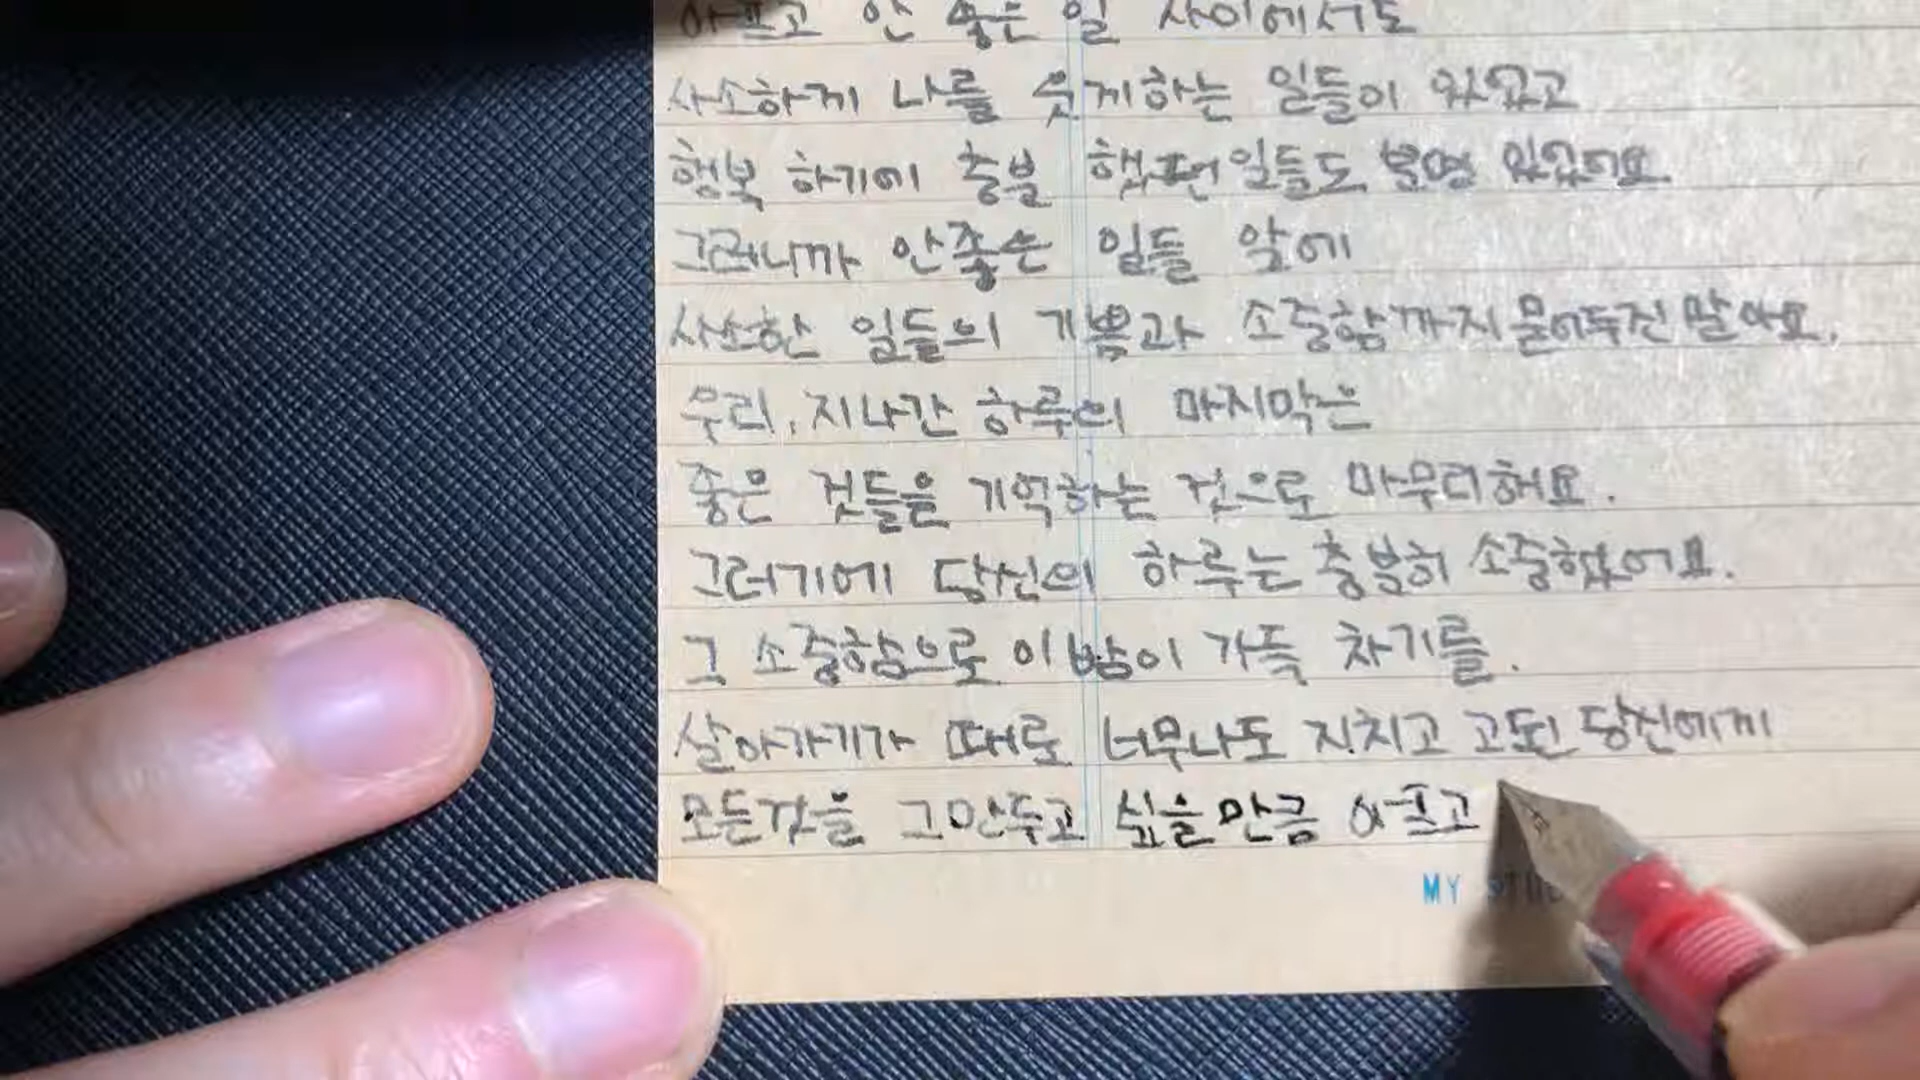 아프고 안 좋은 일 사이에서도
사소하게 나를 웃게하는 일들이 있었고
행복 하기에 충분 했던 일들도 분명 있었어요
그러니까 안좋은 일들 앞에
사소한 일들의 기쁨과 소중함까지 묻어두진 말아요.
우리, 지나간 하루의 마지막은
좋은 것들을 기억하는 것으로 마무리해요.
그러기에 당신의 하루는 충분히 소중했어요.
그 소중함으로 이 밤이 가득 차기를.
살아가기가 때로 너무나도 지치고 고된 당신에게
모든것을 그만두고 싶을만큼 아프고
MY